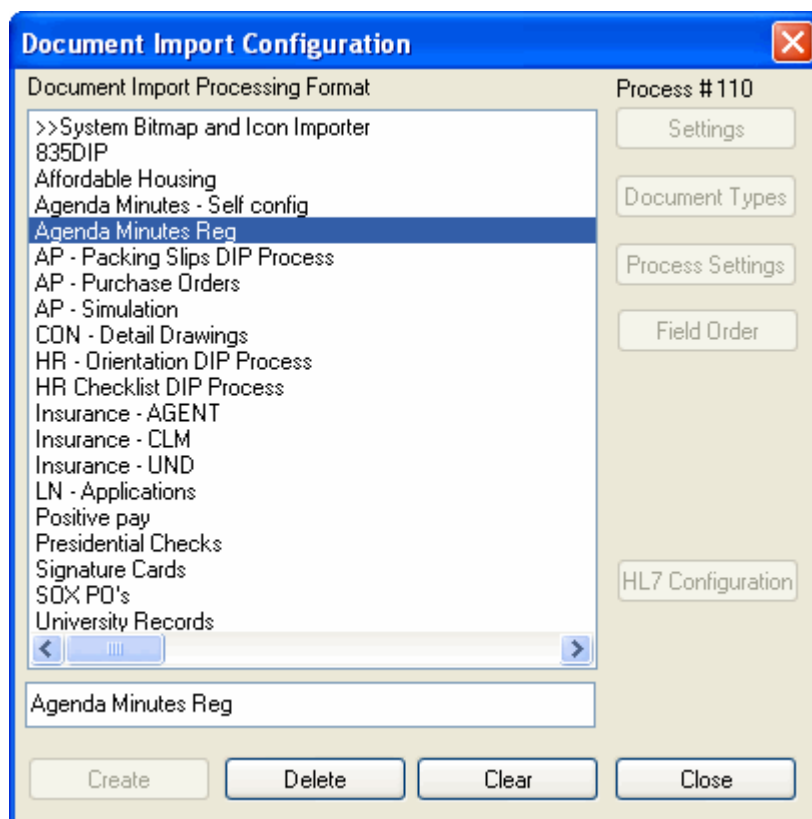 Document Import Configuration
Document Import Processing Format
Process # 110
>>System Bitmap and Icon Importer
835DIP
Affordable Housing
Agenda Minutes - Self config
Agenda Minutes Reg
AP - Packing Slips DIP Process
AP - Purchase Orders
AP - Simulation
CON - Detail Drawings
HR - Orientation DIP Process
HR Checklist DIP Process
Insurance - AGENT
Insurance - CLM
Insurance - UND
LN - Applications
Positive pay
Presidential Checks
Signature Cards
SOX PO's
University Records
Settings
Document Types
Process Settings
Field Order
HL7 Configuration
Agenda Minutes Reg
Create
Delete
Clear
Close